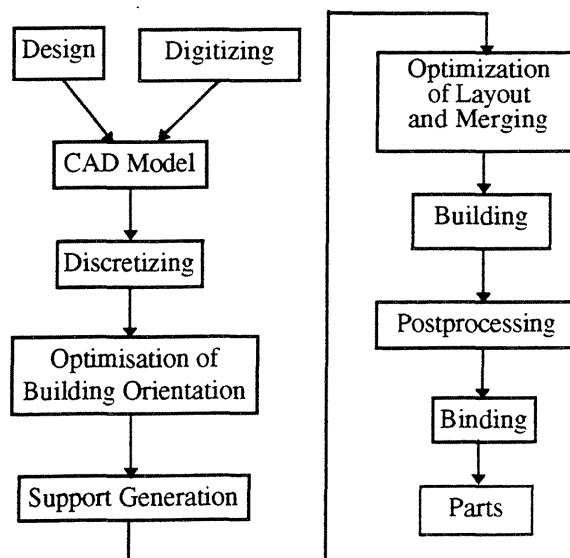 Design
Digitizing
CAD Model
Discretizing
Optimisation of
Building Orientation
Support Generation
Optimization
of Layout
and Merging
Building
Postprocessing
Binding
Parts